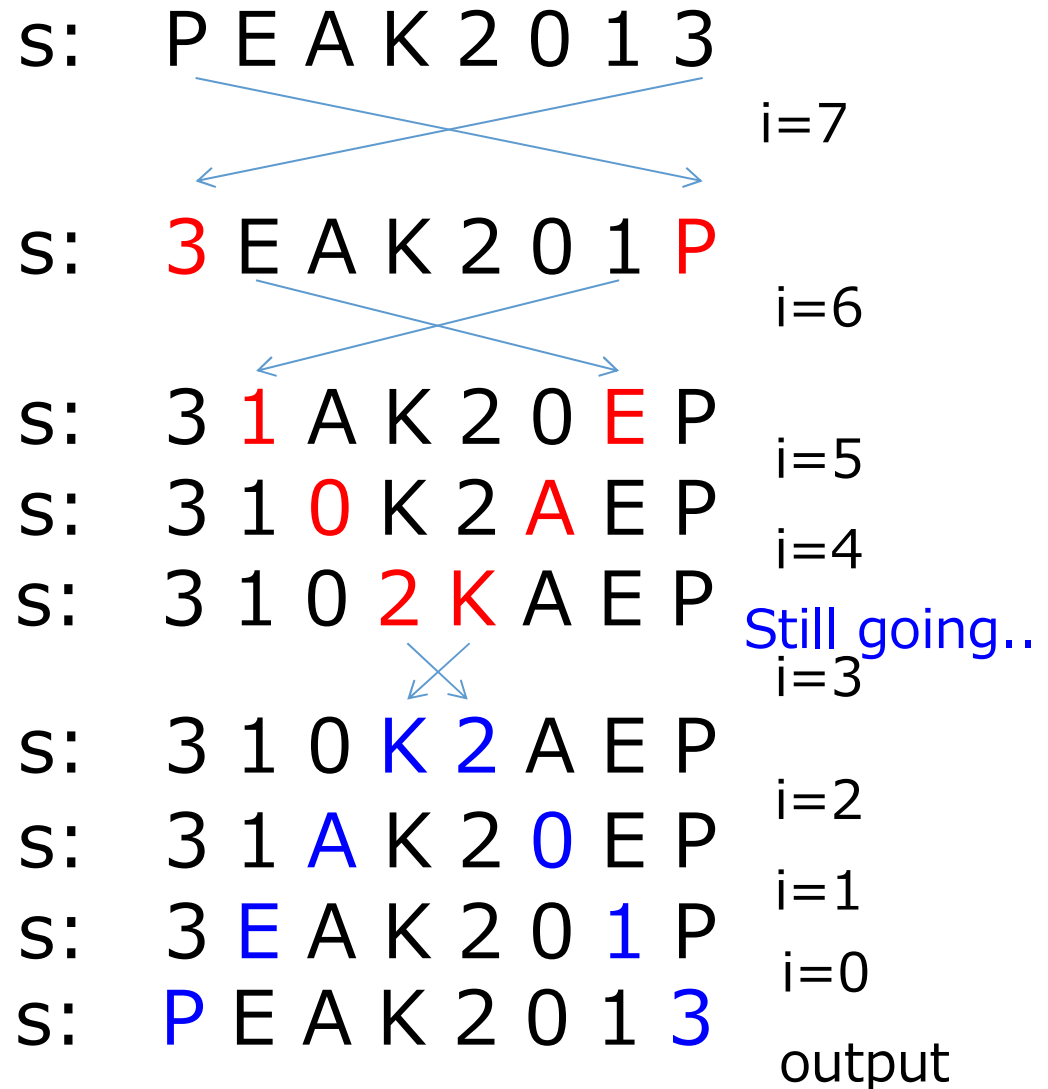 s: P E A K 2 0 1 3
i=7
s: 3 E A K 2 0 1 P
i=6
s: 3 1 A K 2 0 E P
i=5
s: 3 1 0 K 2 A E P
i=4
s: 3 1 0 2 K A E P
Still going..
i=3
s: 3 1 0 K 2 A E P
i=2
s: 3 1 A K 2 0 E P
i=1
s: 3 E A K 2 0 1 P
i=0
s: P E A K 2 0 1 3
output